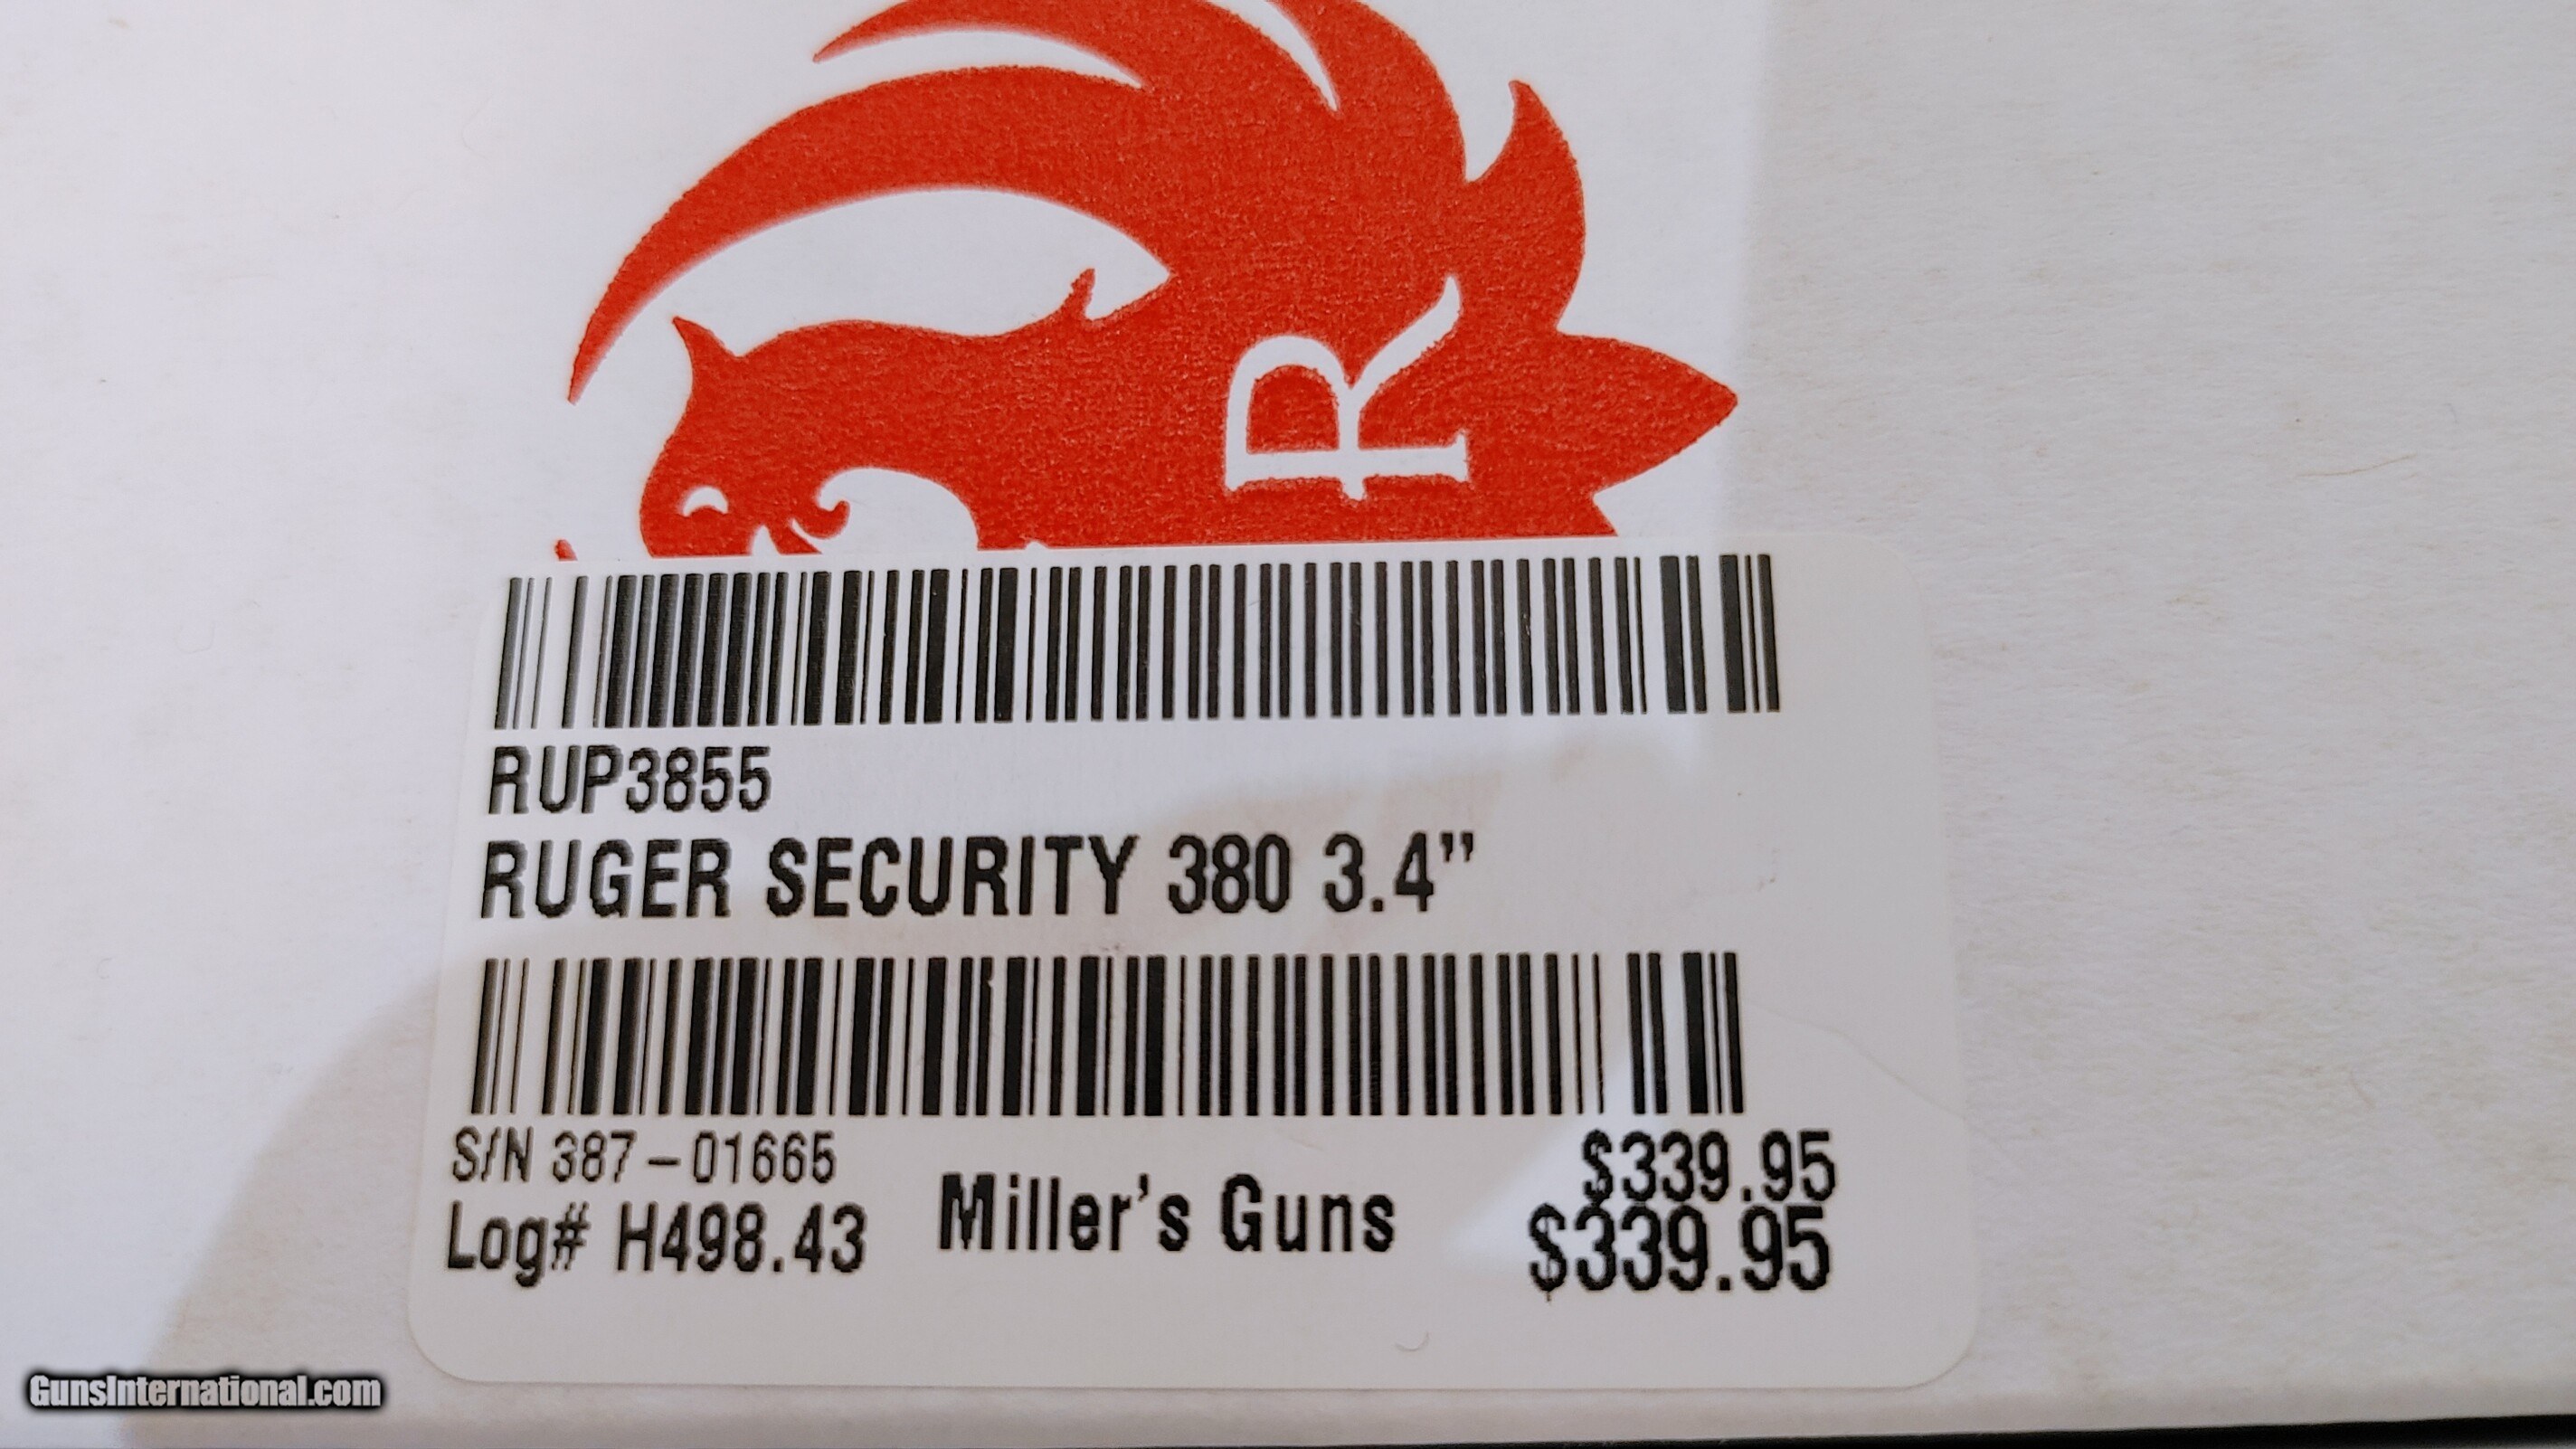 R
RUP3855
RUGER SECURITY 380 3.4”
S/N 387-01665
$339.95
Log# H498.43
Miller's Guns
$339.95
GunsInternational.com